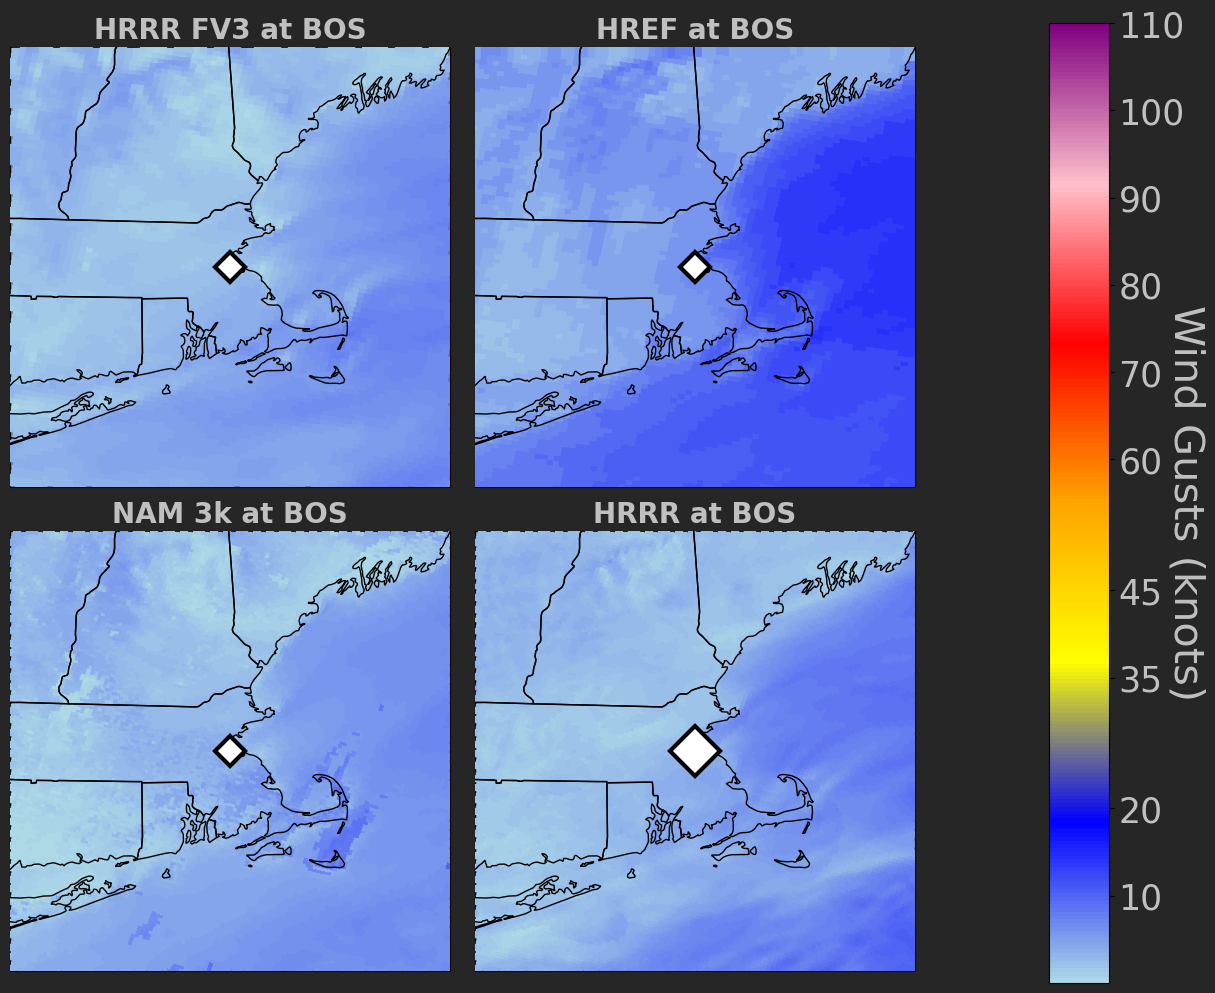 HRRR FV3 at BOS
HREF at BOS
NAM 3k at BOS
HRRR at BOS
110
100
90
80
70
60
45
35
20
10
Wind Gusts (knots)